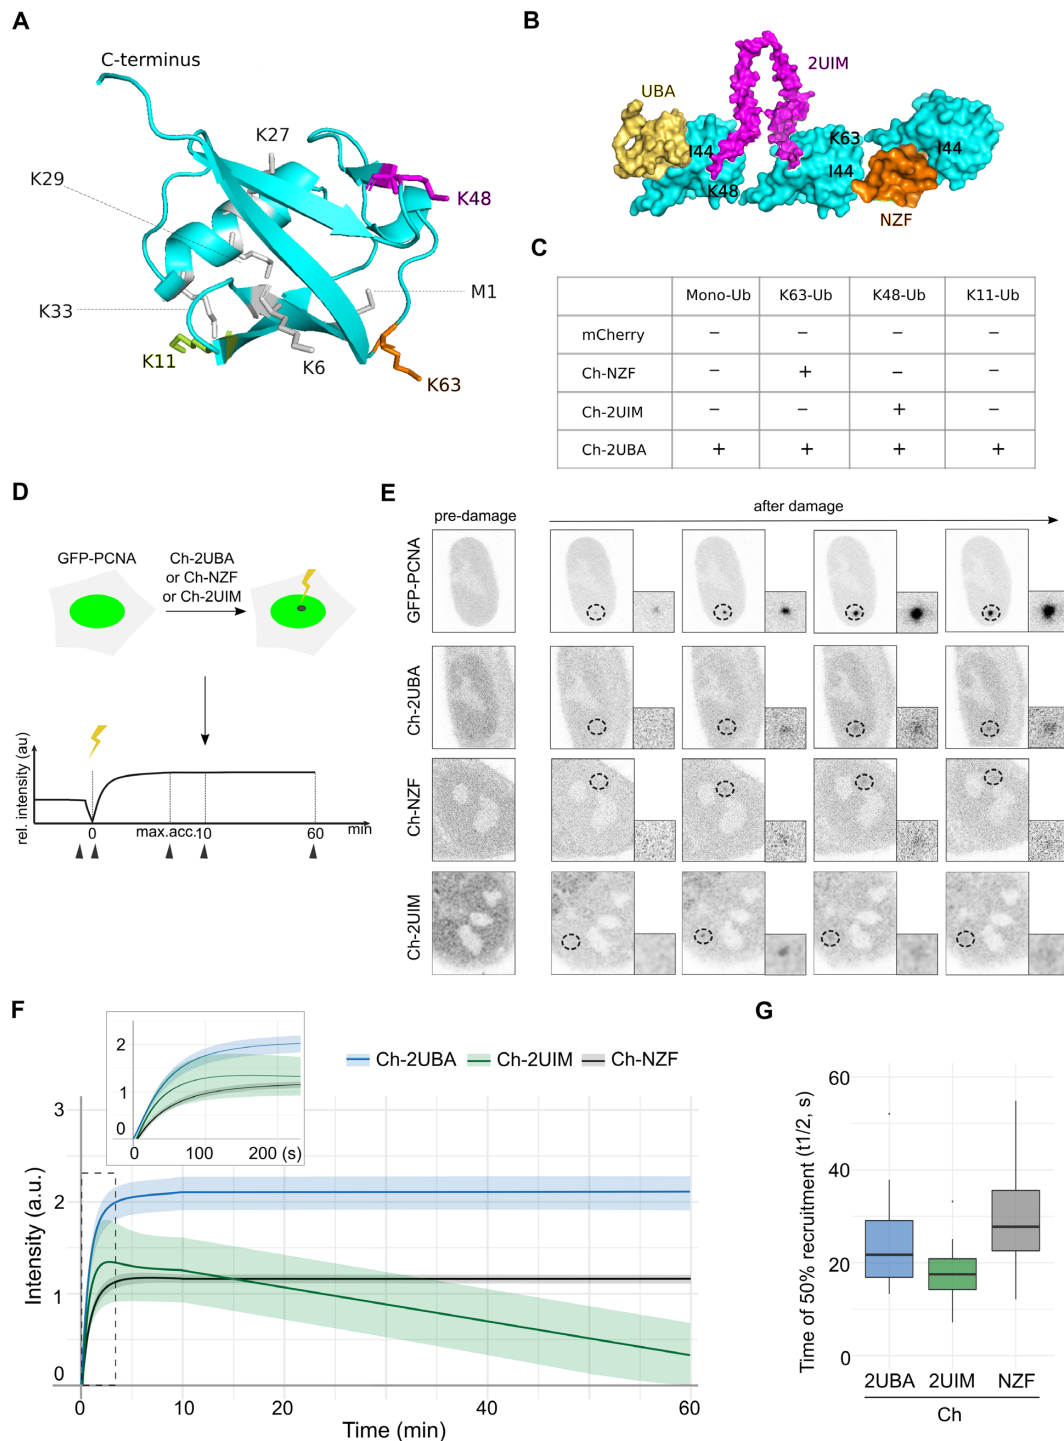 A
C-terminus
K27
K29
K48
K33
M1
K11
K6
K63
B
2UIM
UBA
K63
I44
I44
I44
K48
NZF
C
Mono-Ub K63-Ub K48-Ub K11-Ub
mCherry − − − −
Ch-NZF − + − −
Ch-2UIM − − + −
Ch-2UBA + + + +
D
GFP-PCNA
Ch-2UBA
or Ch-NZF
or Ch-2UIM
rel. intensity (au)
0 max.acc. 10 60 min
E
pre-damage after damage
GFP-PCNA
Ch-2UBA
Ch-NZF
Ch-2UIM
F
2
1
0
0 100 200 (s)
Ch-2UBA Ch-2UIM Ch-NZF
Intensity (a.u.)
3
2
1
0
0 10 20 30 40 50 60
Time (min)
G
Time of 50% recruitment (t1/2, s)
60
40
20
0
2UBA 2UIM NZF
Ch